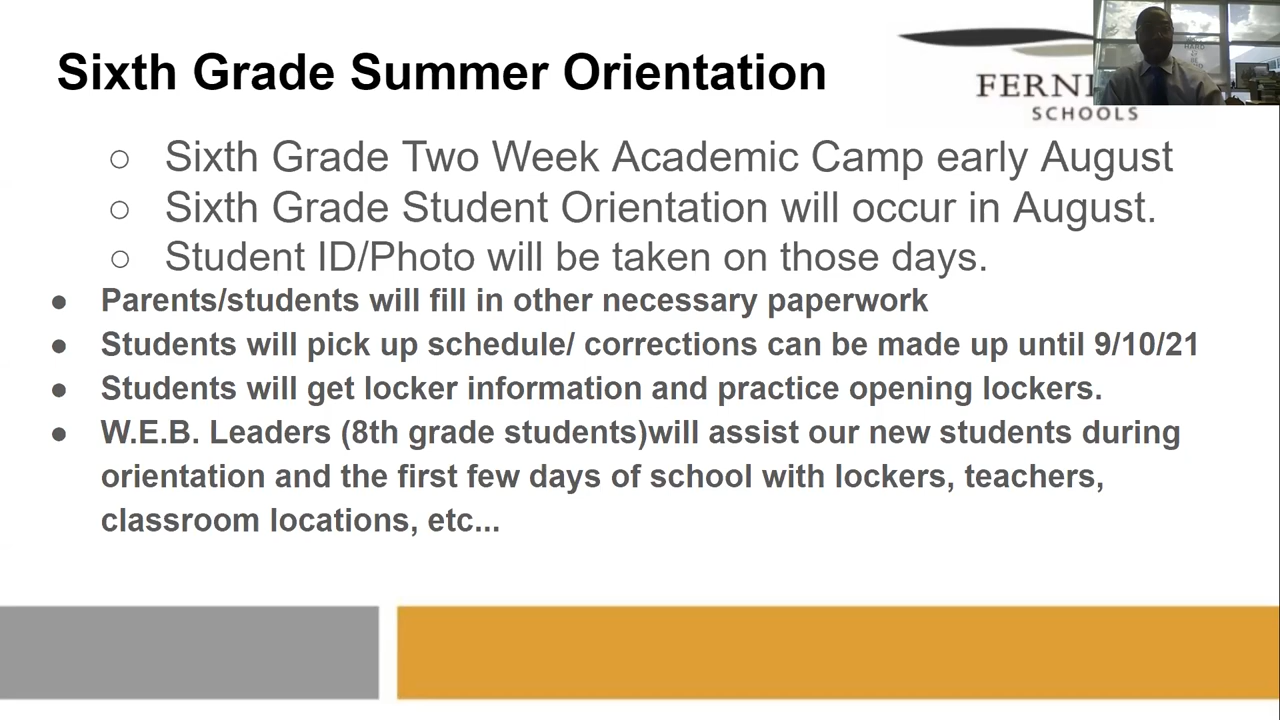 Sixth Grade Summer Orientation
SCHOOLS
○ Sixth Grade Two Week Academic Camp early August
○ Sixth Grade Student Orientation will occur in August.
○ Student ID/Photo will be taken on those days.
● Parents/students will fill in other necessary paperwork
● Students will pick up schedule/ corrections can be made up until 9/10/21
● Students will get locker information and practice opening lockers.
● W.E.B. Leaders (8th grade students)will assist our new students during
orientation and the first few days of school with lockers, teachers,
classroom locations, etc...